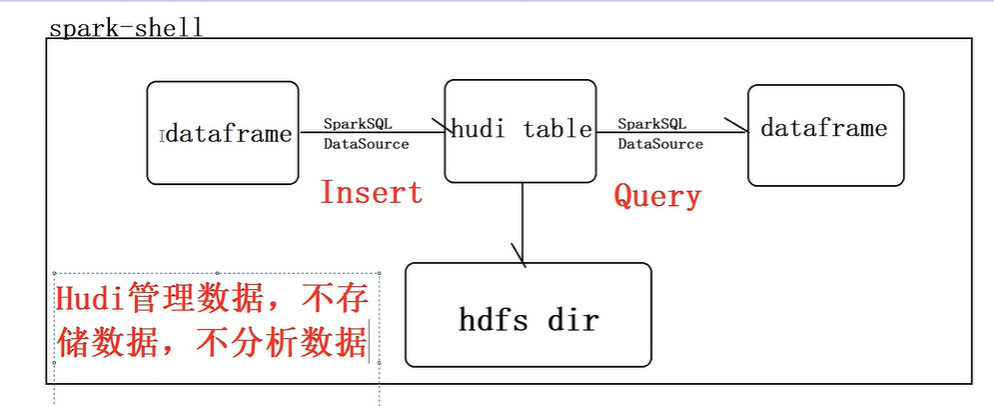 spark-shell
dataframe
SparkSQL
DataSource
Insert
hudi table
SparkSQL
DataSource
Query
dataframe
hdfs dir
Hudi管理数据，不存
储数据，不分析数据